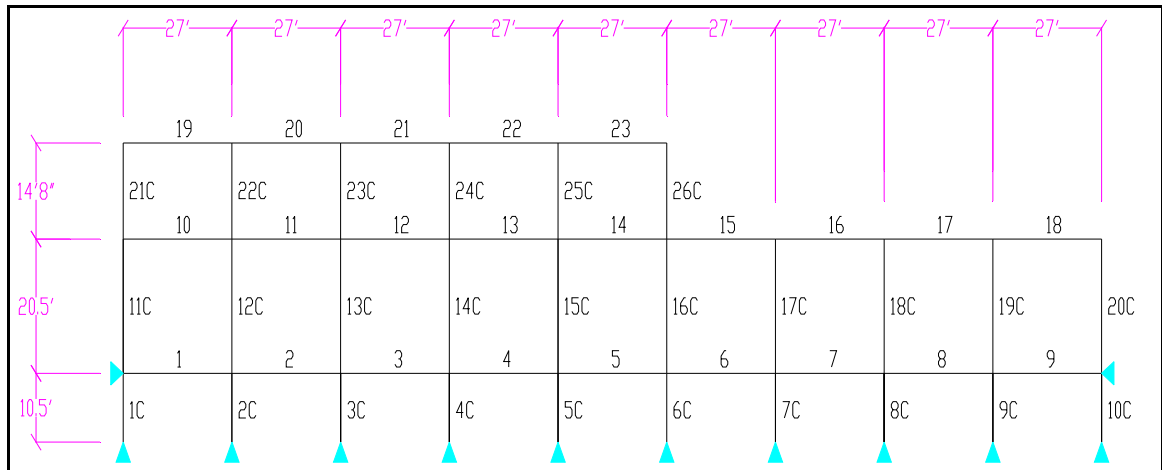 27' 27' 27' 27' 27' 27' 27' 27' 27'
19 20 21 22 23
14'8" 21C 22C 23C 24C 25C 26C
10 11 12 13 14 15 16 17 18
20.5' 11C 12C 13C 14C 15C 16C 17C 18C 19C 20C
1 2 3 4 5 6 7 8 9
10.5' 1C 2C 3C 4C 5C 6C 7C 8C 9C 10C